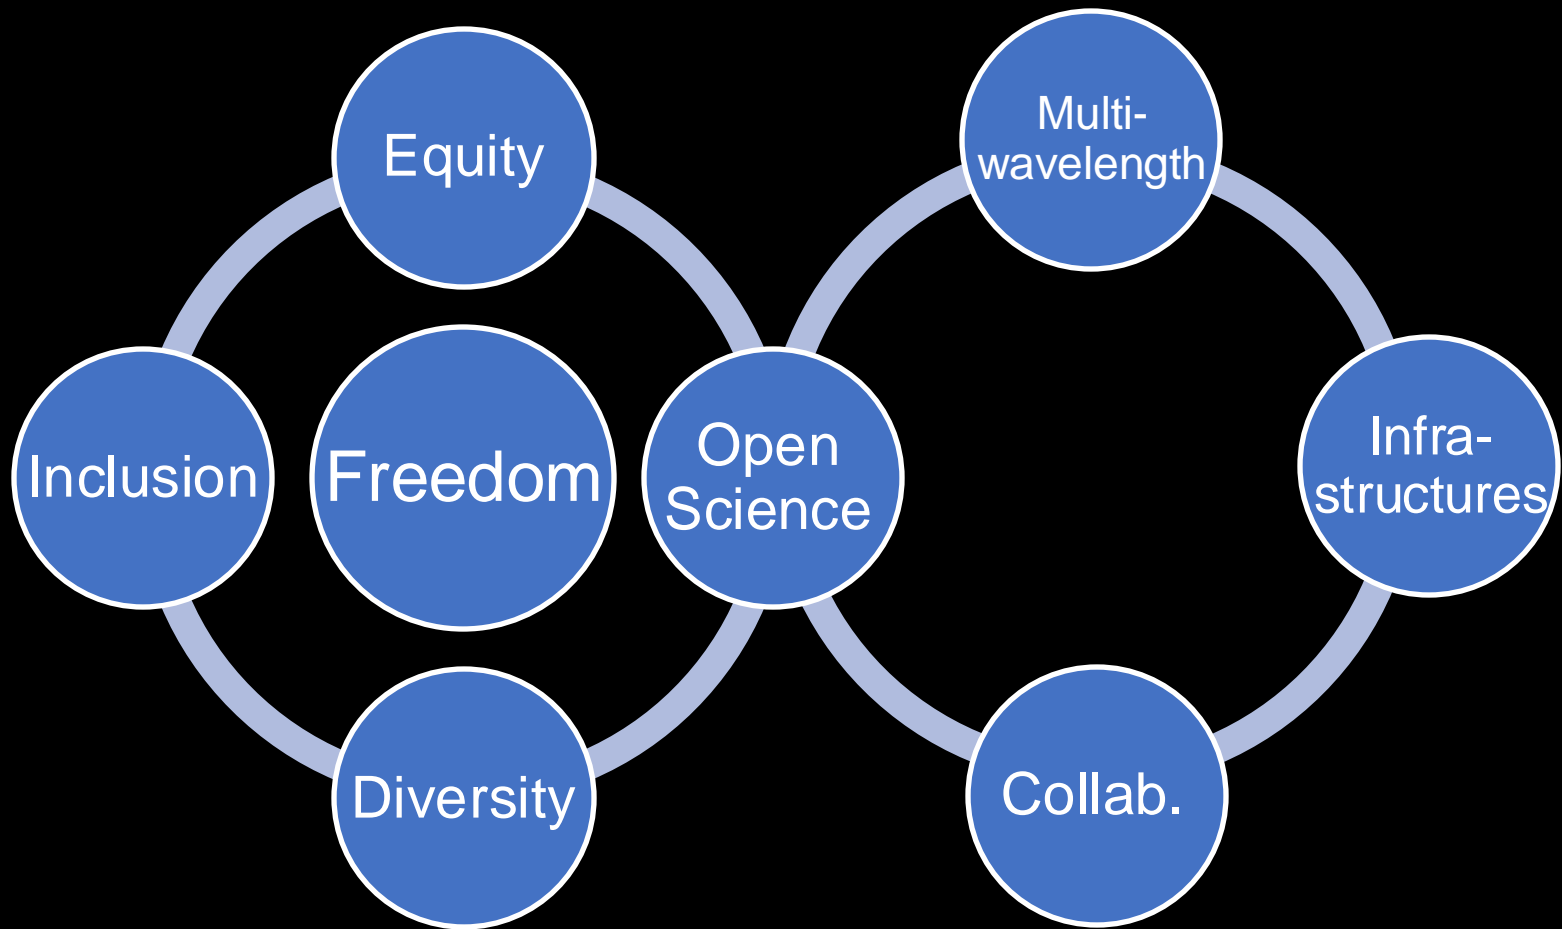 Equity
Multi-
wavelength
Inclusion
Freedom
Open
Science
Infra-
structures
Diversity
Collab.